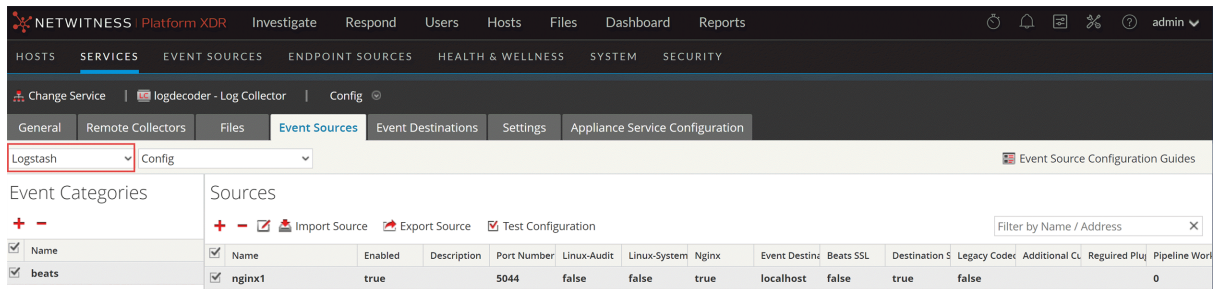 NETWITNESS | Platform XDR Investigate Respond Users Hosts Files Dashboard Reports admin
HOSTS SERVICES EVENT SOURCES ENDPOINT SOURCES HEALTH & WELLNESS SYSTEM SECURITY
Change Service | logdecoder - Log Collector | Config
General Remote Collectors Files Event Sources Event Destinations Settings Appliance Service Configuration
Logstash Config Event Source Configuration Guides
Event Categories Sources
Import Source Export Source Test Configuration Filter by Name / Address
Name Name Enabled Description Port Number Linux-Audit Linux-System Nginx Event Destina Beats SSL Destination S Legacy Codec Additional Cu Reguired Plug Pipeline Work
beats nginx1 true 5044 false false true localhost false true false 0